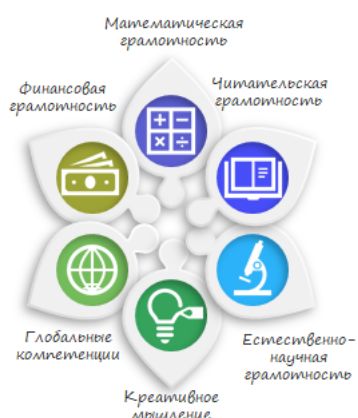 Математическая
грамотность
Финансовая
грамотность
Читательская
грамотность
Глобальные
компетенции
Естественно-
научная
грамотность
Креативное
мышление